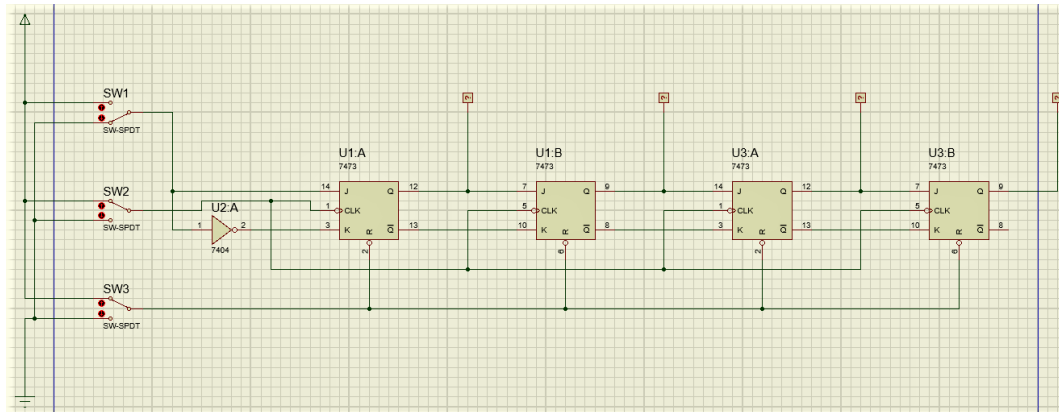 SW1
SW-SPDT
SW2
SW-SPDT
SW3
SW-SPDT
U2:A
1 2
7404
U1:A
7473
14 J Q 12
1 CLK
3 K Q 13
R
2
U1:B
7473
7 J Q 9
5 CLK
10 K Q 8
R
6
U3:A
7473
14 J Q 12
1 CLK
3 K Q 13
R
2
U3:B
7473
7 J Q 9
5 CLK
10 K Q 8
R
6
?
?
?
?